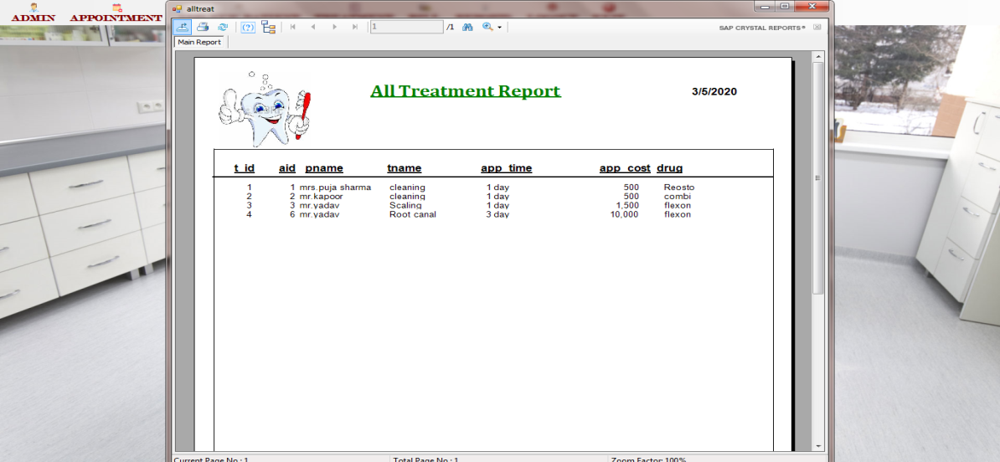 alltreat
ADMIN APPOINTMENT
1 /1 SAP CRYSTAL REPORTS®
Main Report
All Treatment Report 3/5/2020
t_id aid pname tname app_time app_cost drug
1 1 mrs.puja sharma cleaning 1 day 500 Reosto
2 2 mr.kapoor cleaning 1 day 500 combi
3 3 mr.yadav Scaling 1 day 1,500 flexon
4 6 mr.yadav Root canal 3 day 10,000 flexon
Current Page No.: 1 Total Page No.: 1 Zoom Factor: 100%